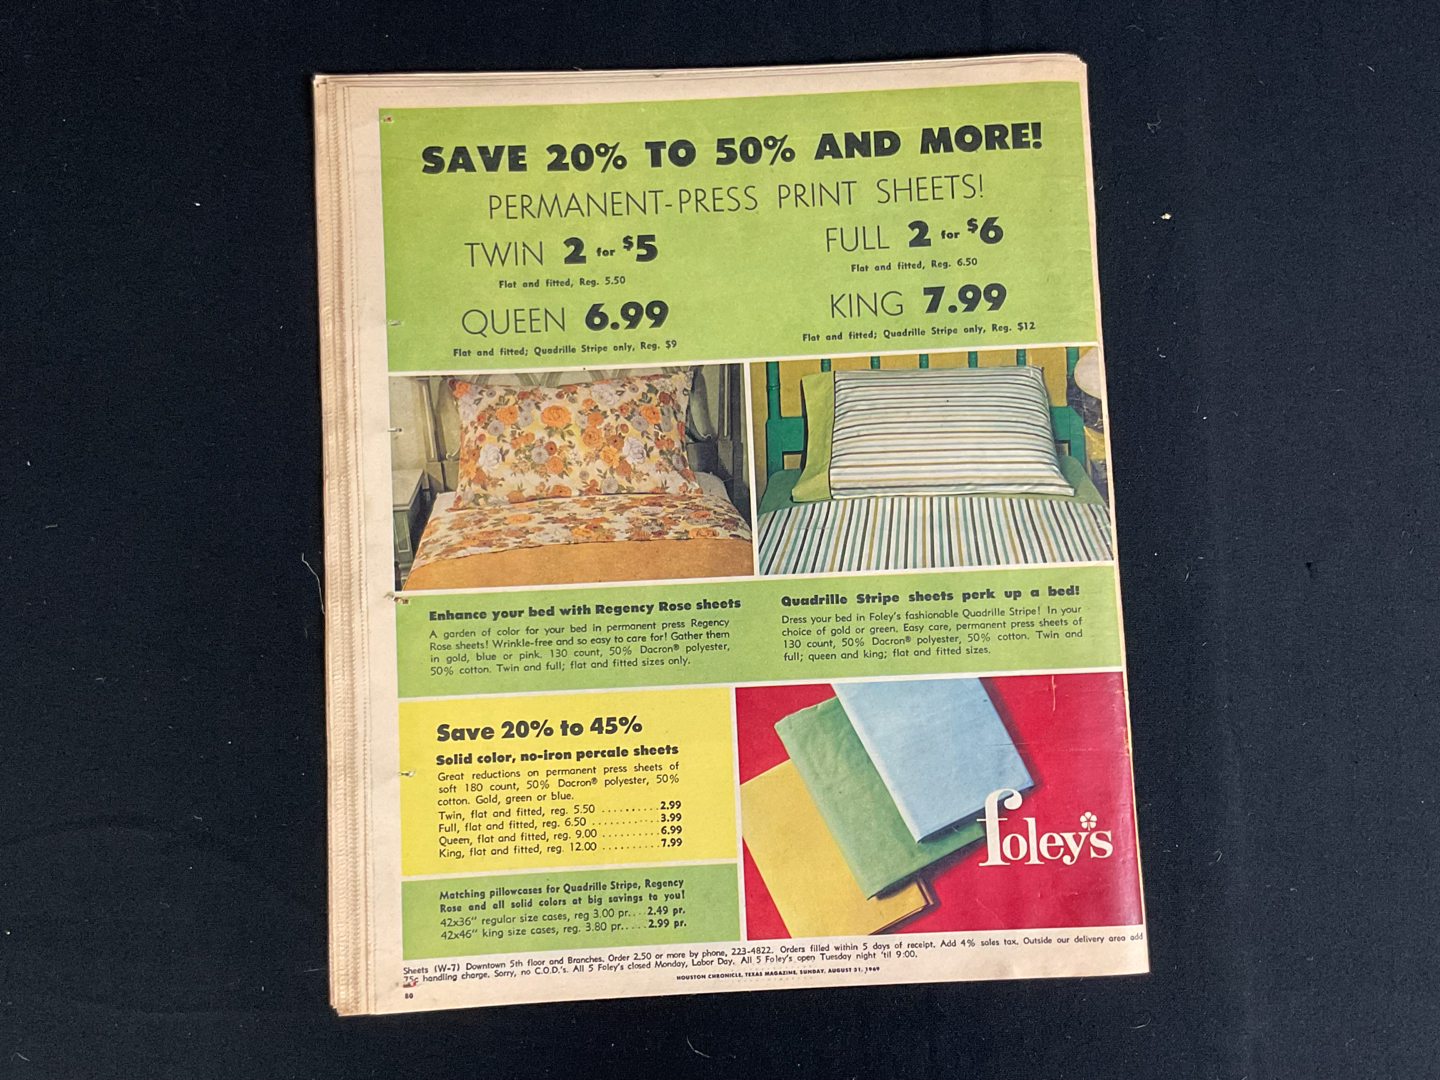 SAVE 20% TO 50% AND MORE!
PERMANENT-PRESS PRINT SHEETS!
TWIN 2 for $5
Flat and fitted, Reg. 5.50
FULL 2 for $6
Flat and fitted, Reg. 6.50
QUEEN 6.99
Flat and fitted; Quadrille Stripe only, Reg. $9
KING 7.99
Flat and fitted; Quadrille Stripe only, Reg. $12
Enhance your bed with Regency Rose sheets
A garden of color for your bed in permanent press Regency
Rose sheets! Wrinkle-free and so easy to care for! Gather them
in gold, blue or pink. 130 count, 50% Dacron® polyester,
50% cotton. Twin and full; flat and fitted sizes only.
Quadrille Stripe sheets perk up a bed!
Dress your bed in Foley's fashionable Quadrille Stripe! In your
choice of gold or green. Easy care, permanent press sheets of
130 count, 50% Dacron® polyester, 50% cotton. Twin and
full; queen and king; flat and fitted sizes.
Save 20% to 45%
Solid color, no-iron percale sheets
Great reductions on permanent press sheets of
soft 180 count, 50% Dacron® polyester, 50%
cotton. Gold, green or blue.
Twin, flat and fitted, reg. 5.50 ..........2.99
Full, flat and fitted, reg. 6.50 ...........3.99
Queen, flat and fitted, reg. 9.00 ..........6.99
King, flat and fitted, reg. 12.00 ..........7.99
Matching pillowcases for Quadrille Stripe, Regency
Rose and all solid colors at big savings to you!
42x36" regular size cases, reg 3.00 pr....2.49 pr.
42x46" king size cases, reg. 3.80 pr.....2.99 pr.
foley's
Sheets (W-7) Downtown 5th floor and Branches. Order 2.50 or more by phone, 223-4822. Orders filled within 5 days of receipt. Add 4% sales tax. Outside our delivery area add
75c handling charge. Sorry, no C.O.D.'s. All 5 Foley's closed Monday, Labor Day. All 5 Foley's open Tuesday night 'til 9:00.
HOUSTON CHRONICLE, TEXAS MAGAZINE, SUNDAY, AUGUST 31, 1969